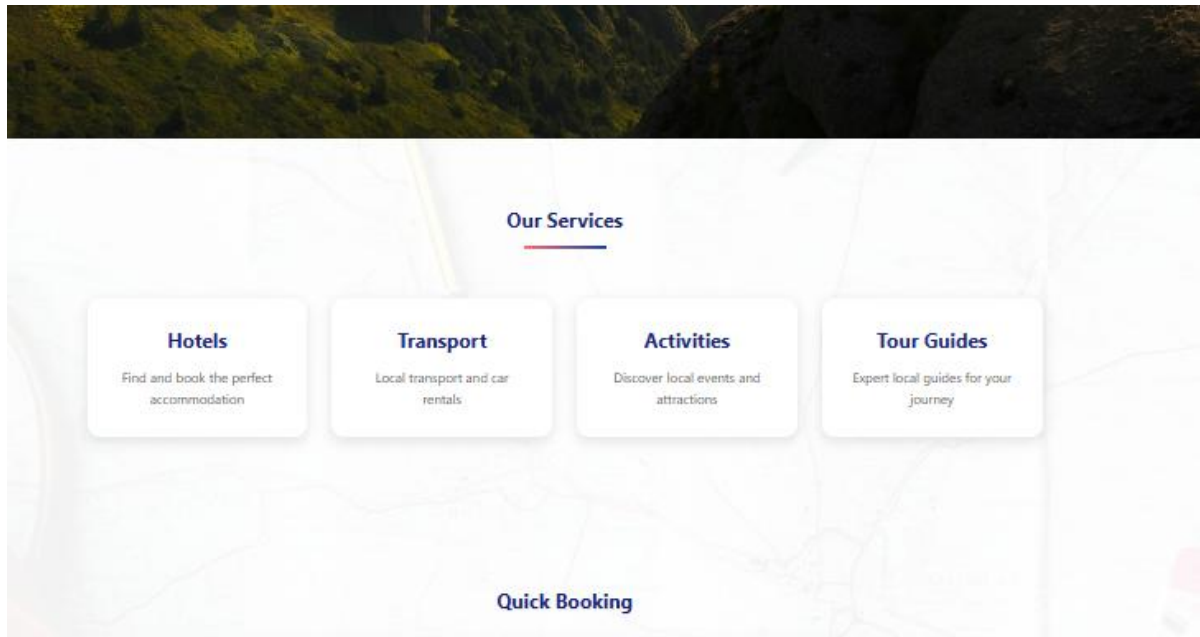 Our Services
Hotels
Find and book the perfect
accommodation
Transport
Local transport and car
rentals
Activities
Discover local events and
attractions
Tour Guides
Expert local guides for your
journey
Quick Booking